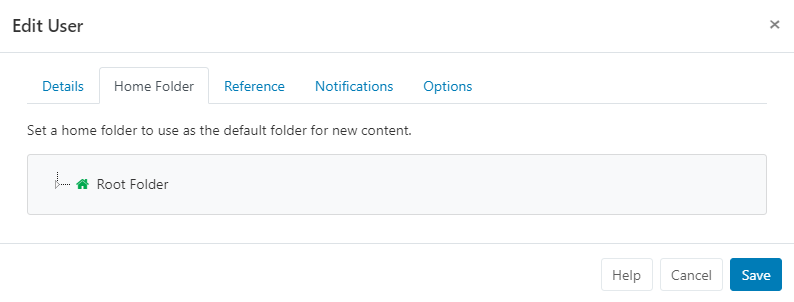 Edit User
×
Details Home Folder Reference Notifications Options
Set a home folder to use as the default folder for new content.
Root Folder
Help Cancel Save